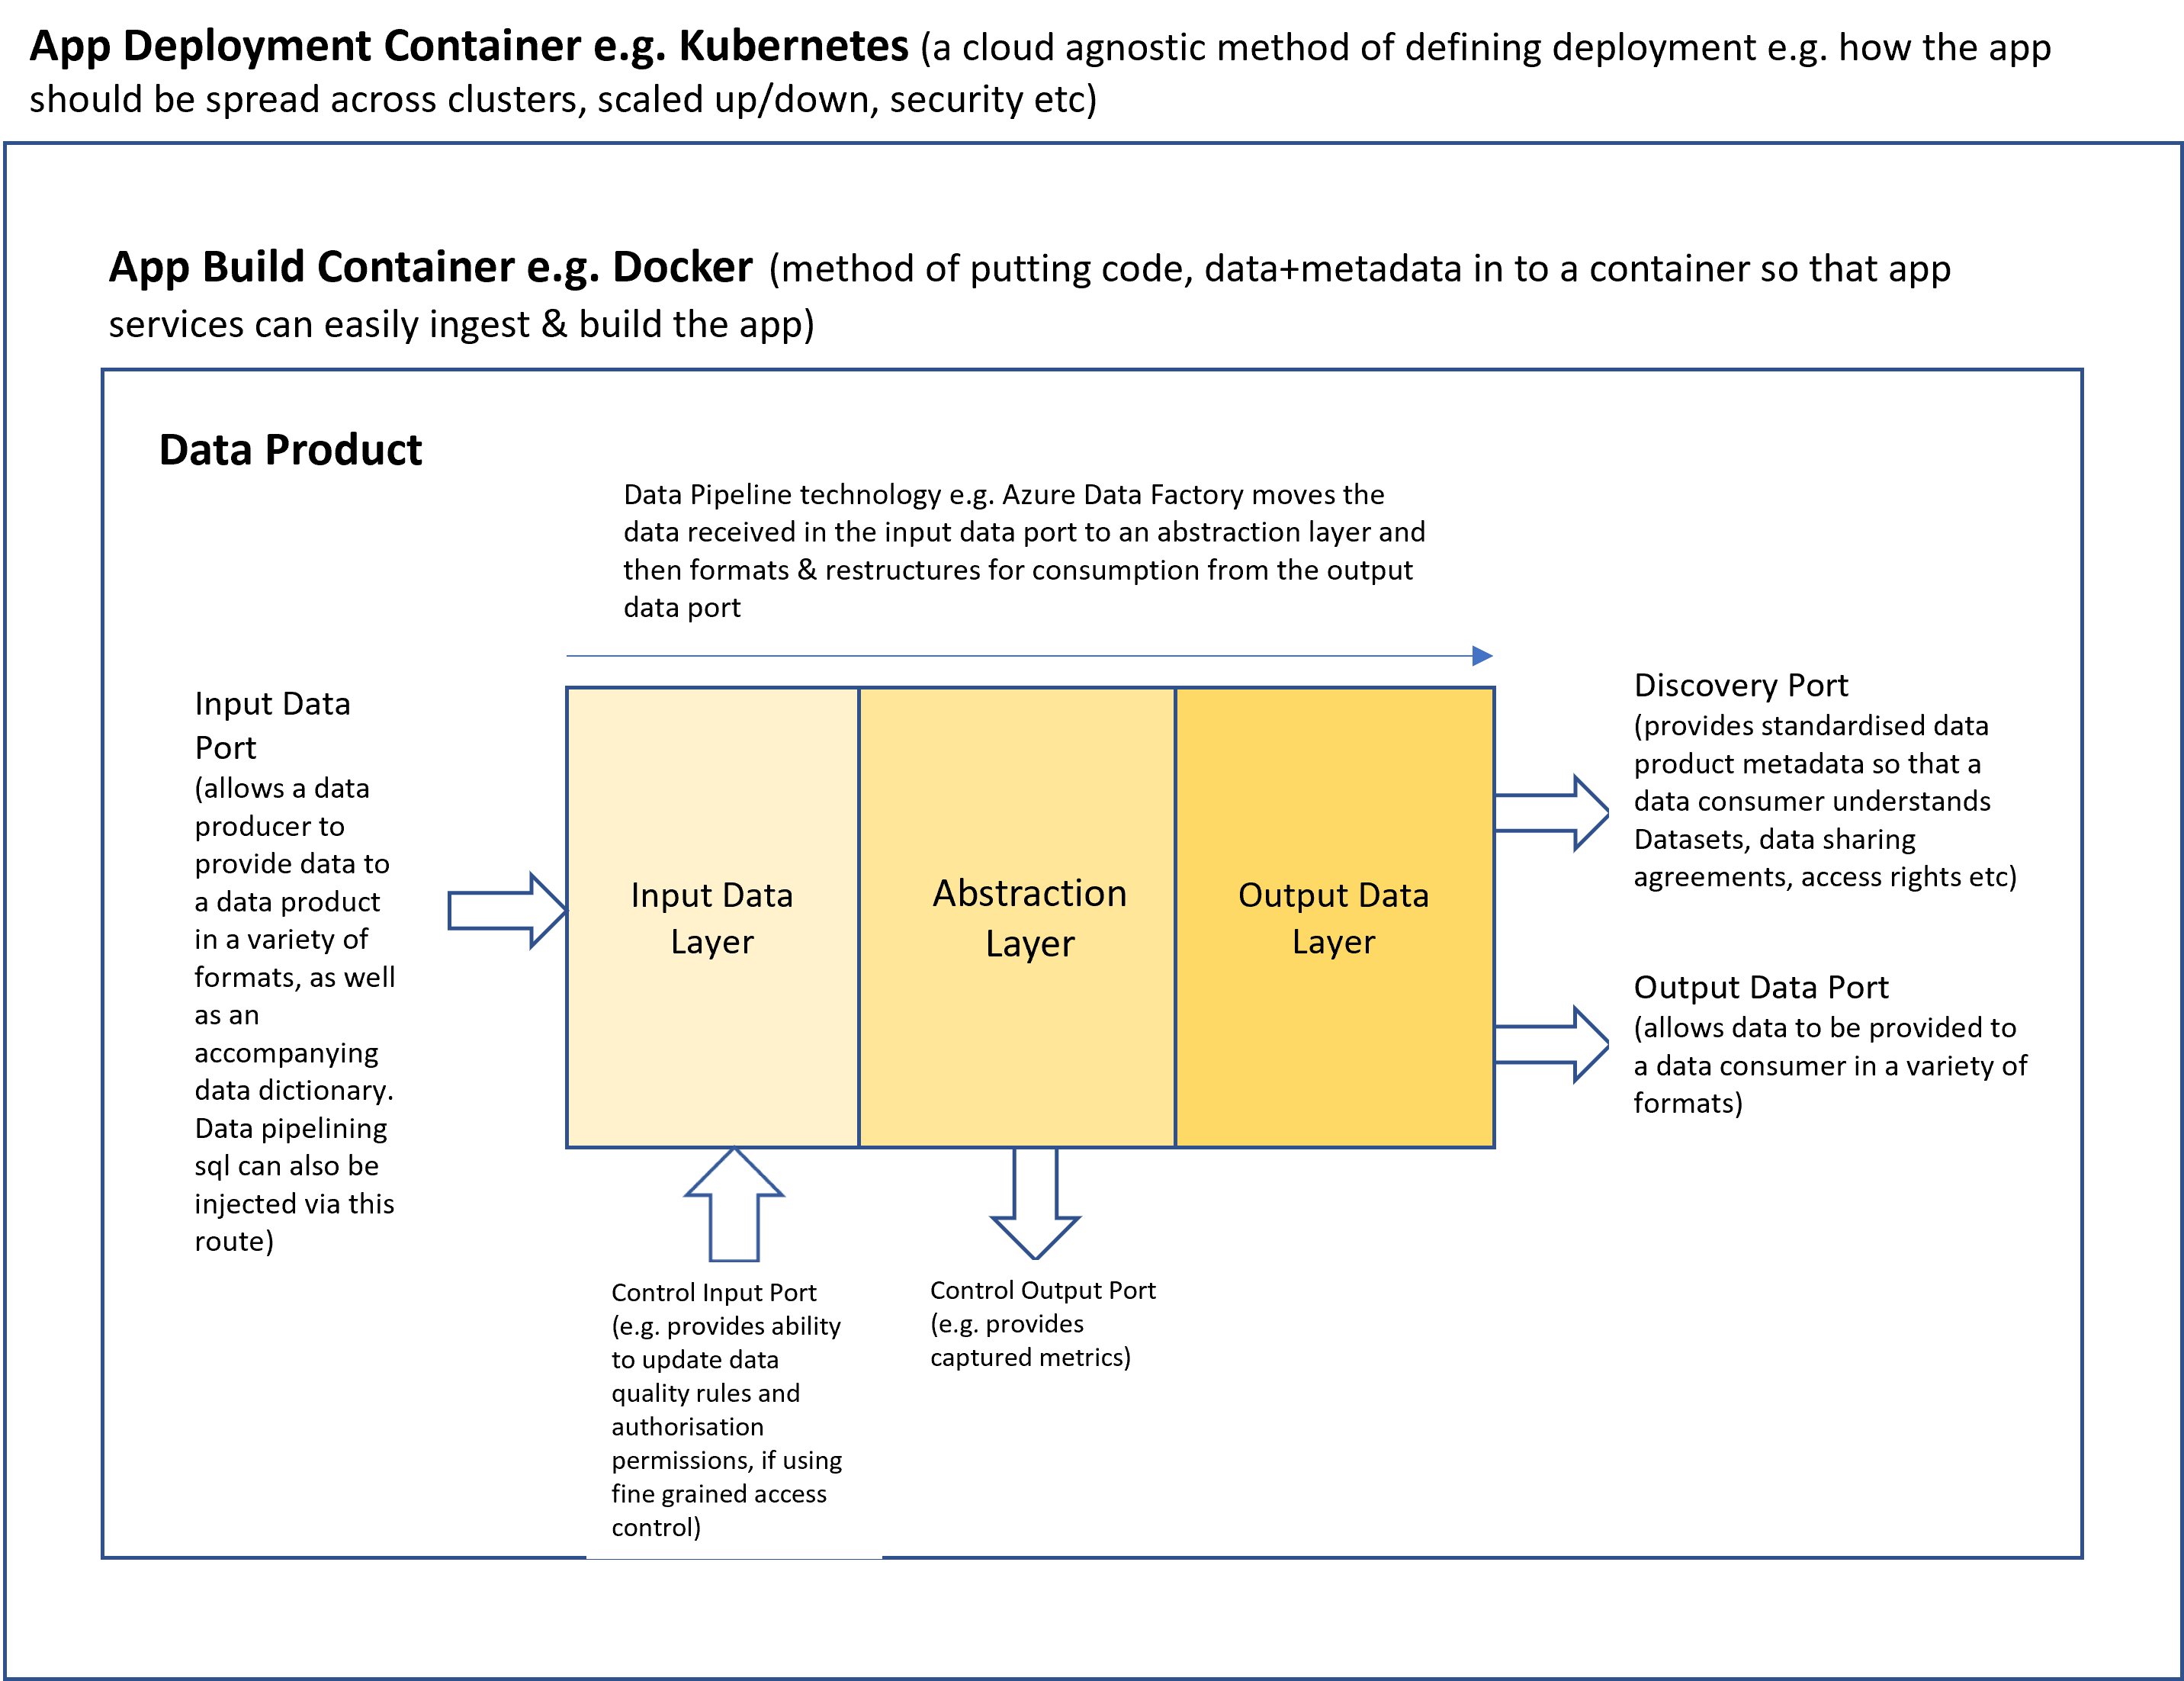 App Deployment Container e.g. Kubernetes (a cloud agnostic method of defining deployment e.g. how the app
should be spread across clusters, scaled up/down, security etc)
App Build Container e.g. Docker (method of putting code, data+metadata in to a container so that app
services can easily ingest & build the app)
Data Product
Data Pipeline technology e.g. Azure Data Factory moves the
data received in the input data port to an abstraction layer and
then formats & restructures for consumption from the output
data port
Input Data
Port
(allows a data
producer to
provide data to
a data product
in a variety of
formats, as well
as an
accompanying
data dictionary.
Data pipelining
sql can also be
injected via this
route)
Input Data
Layer
Abstraction
Layer
Output Data
Layer
Discovery Port
(provides standardised data
product metadata so that a
data consumer understands
Datasets, data sharing
agreements, access rights etc)
Output Data Port
(allows data to be provided to
a data consumer in a variety of
formats)
Control Input Port
(e.g. provides ability
to update data
quality rules and
authorisation
permissions, if using
fine grained access
control)
Control Output Port
(e.g. provides
captured metrics)